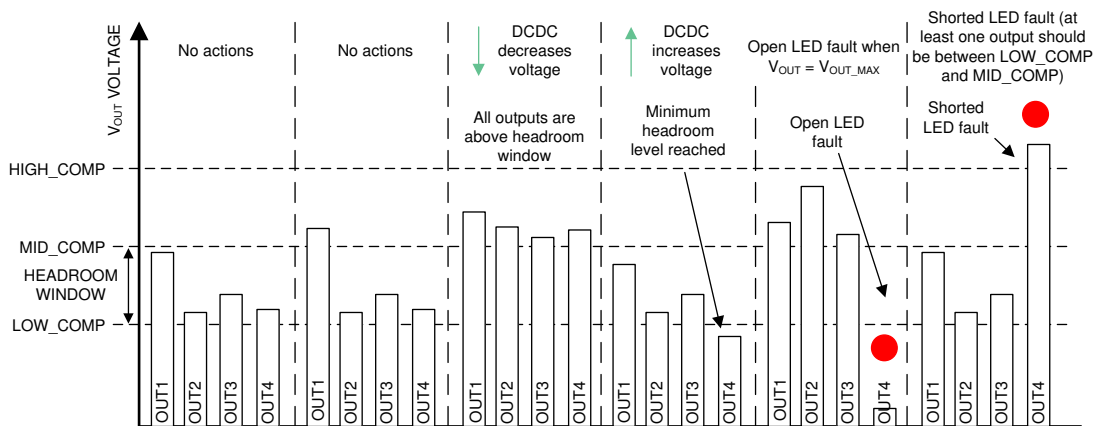 V_OUT VOLTAGE
HIGH_COMP
MID_COMP
HEADROOM
WINDOW
LOW_COMP
No actions
OUT1
OUT2
OUT3
OUT4
No actions
OUT1
OUT2
OUT3
OUT4
DCDC
decreases
voltage
All outputs are
above headroom
window
OUT1
OUT2
OUT3
OUT4
DCDC
increases
voltage
Minimum
headroom
level reached
OUT1
OUT2
OUT3
OUT4
Open LED fault when
V_OUT = V_OUT_MAX
Open LED
fault
OUT1
OUT2
OUT3
OUT4
Shorted LED fault (at
least one output should
be between LOW_COMP
and MID_COMP)
Shorted
LED fault
OUT1
OUT2
OUT3
OUT4